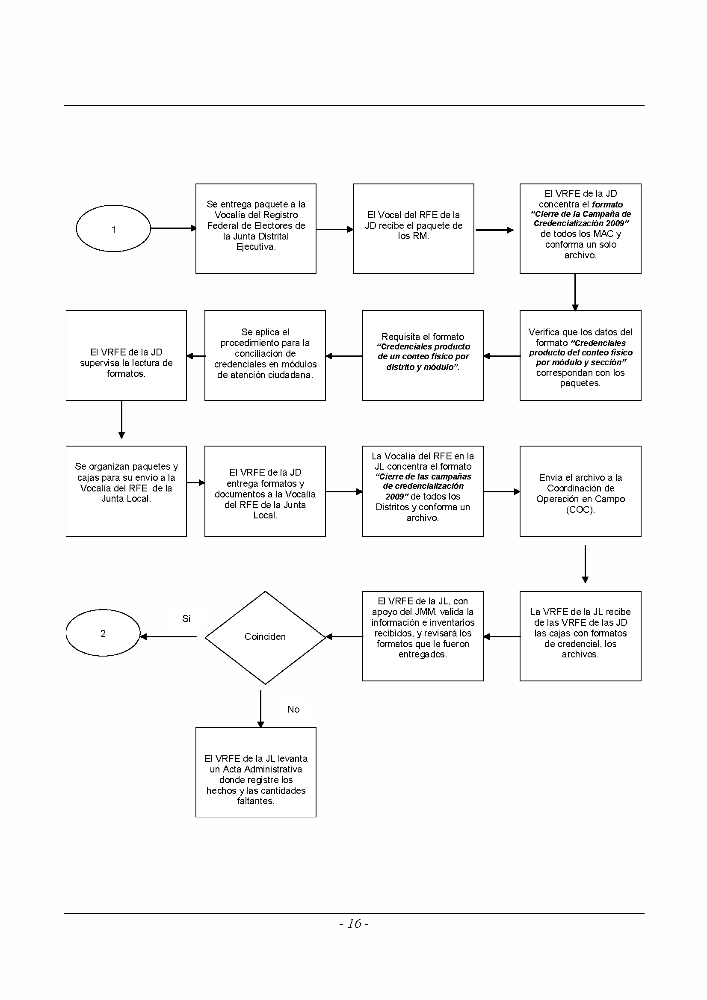 1
Se entrega paquete a la
Vocalía del Registro
Federal de Electores de
la Junta Distrital
Ejecutiva.
El Vocal del RFE de la
JD recibe el paquete de
los RM.
El VRFE de la JD
concentra el formato
“Cierre de la Campaña de
Credencialización 2009”
de todos los MAC y
conforma un solo
archivo.
Verifica que los datos del
formato “Credenciales
producto del conteo físico
por módulo y sección”
correspondan con los
paquetes.
Requisita el formato
“Credenciales producto
de un conteo físico por
distrito y módulo”.
Se aplica el
procedimiento para la
conciliación de
credenciales en módulos
de atención ciudadana.
El VRFE de la JD
supervisa la lectura de
formatos.
Se organizan paquetes y
cajas para su envío a la
Vocalía del RFE de la
Junta Local.
El VRFE de la JD
entrega formatos y
documentos a la Vocalía
del RFE de la Junta
Local.
La Vocalía del RFE en la
JL concentra el formato
“Cierre de las campañas
de credencialización
2009” de todos los
Distritos y conforma un
archivo.
Envía el archivo a la
Coordinación de
Operación en Campo
(COC).
La VRFE de la JL recibe
de las VRFE de las JD
las cajas con formatos
de credencial, los
archivos.
El VRFE de la JL, con
apoyo del JMM, valida la
información e inventarios
recibidos, y revisará los
formatos que le fueron
entregados.
Coinciden
Si
2
No
El VRFE de la JL levanta
un Acta Administrativa
donde registre los
hechos y las cantidades
faltantes.
- 16 -